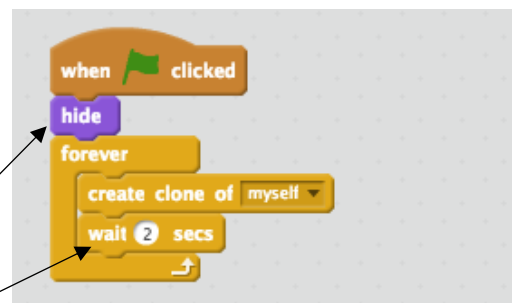 when clicked
hide
forever
create clone of myself
wait 2 secs